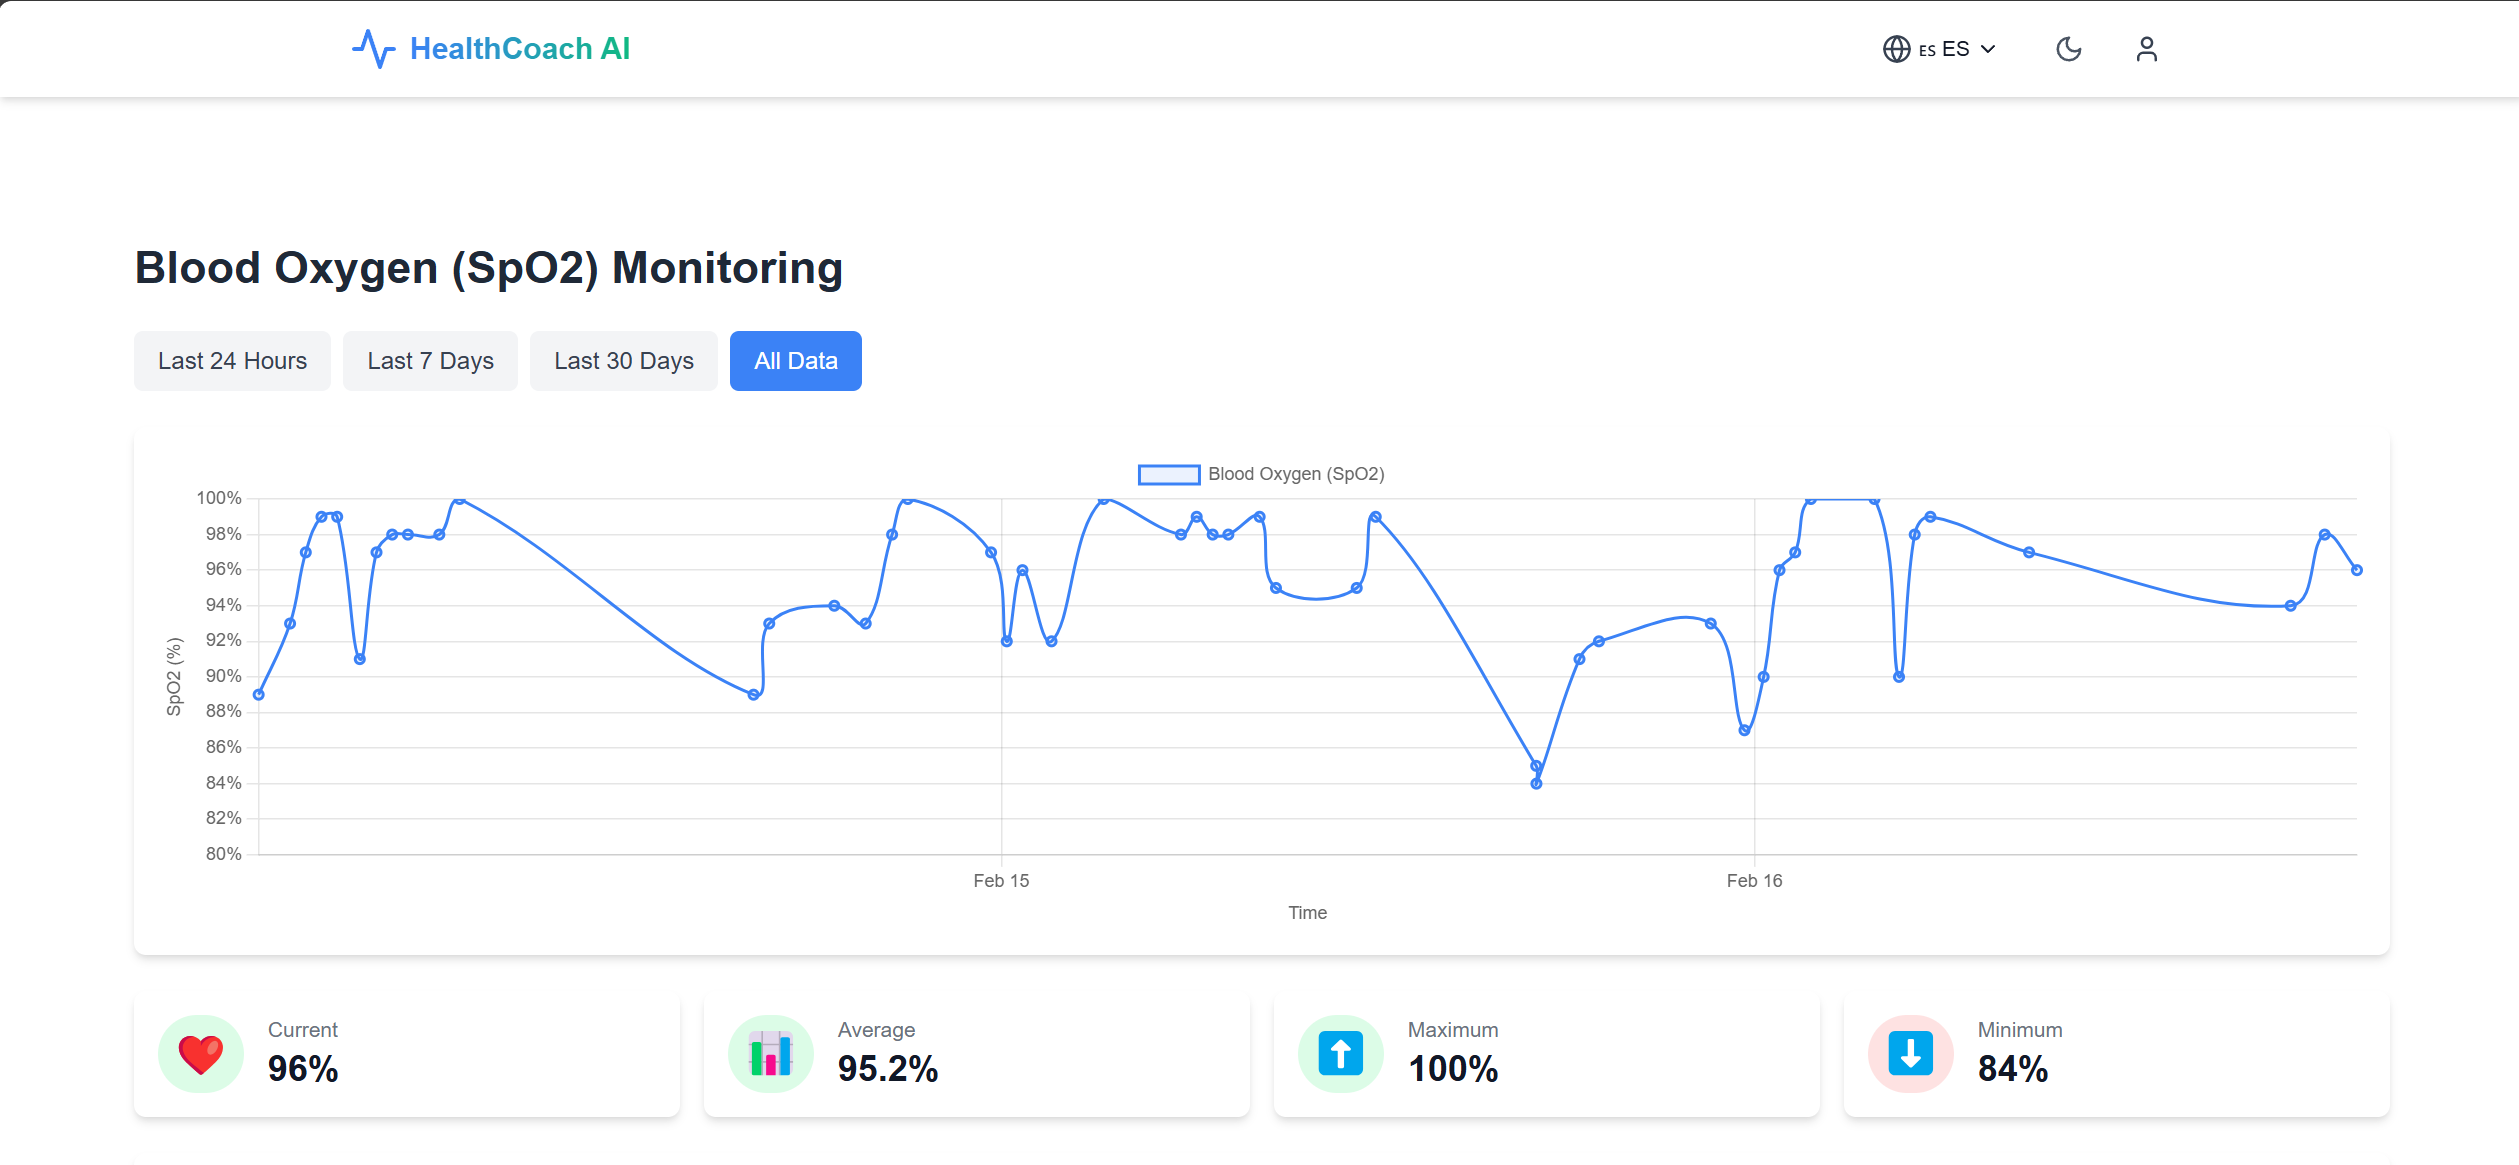 HealthCoach AI
ES ES
Blood Oxygen (SpO2) Monitoring
Last 24 Hours
Last 7 Days
Last 30 Days
All Data
Blood Oxygen (SpO2)
100%
98%
96%
94%
92%
90%
88%
86%
84%
82%
80%
SpO2 (%)
Feb 15
Feb 16
Time
Current
96%
Average
95.2%
Maximum
100%
Minimum
84%